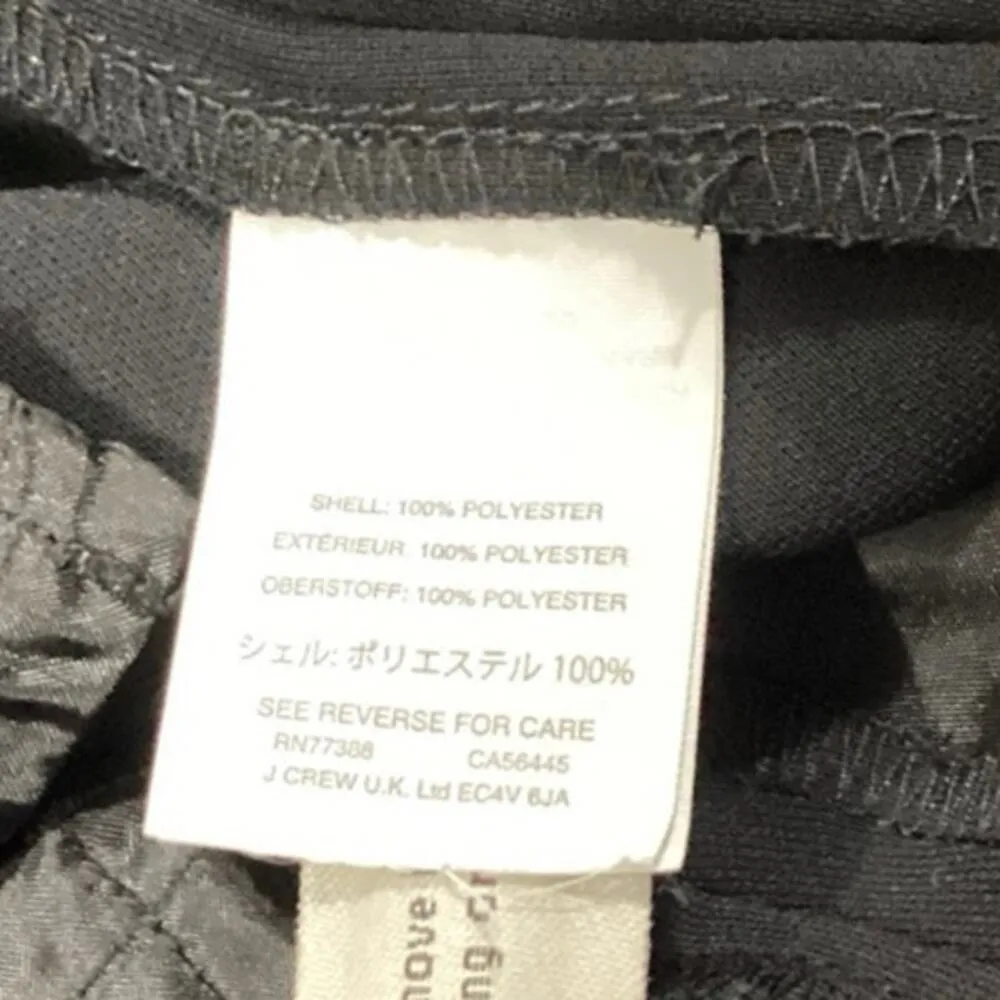 SHELL: 100% POLYESTER
EXTÉRIEUR: 100% POLYESTER
OBERSTOFF: 100% POLYESTER
シェル: ポリエステル 100%
SEE REVERSE FOR CARE
RN77388 CA56445
J CREW U.K. Ltd EC4V 6JA